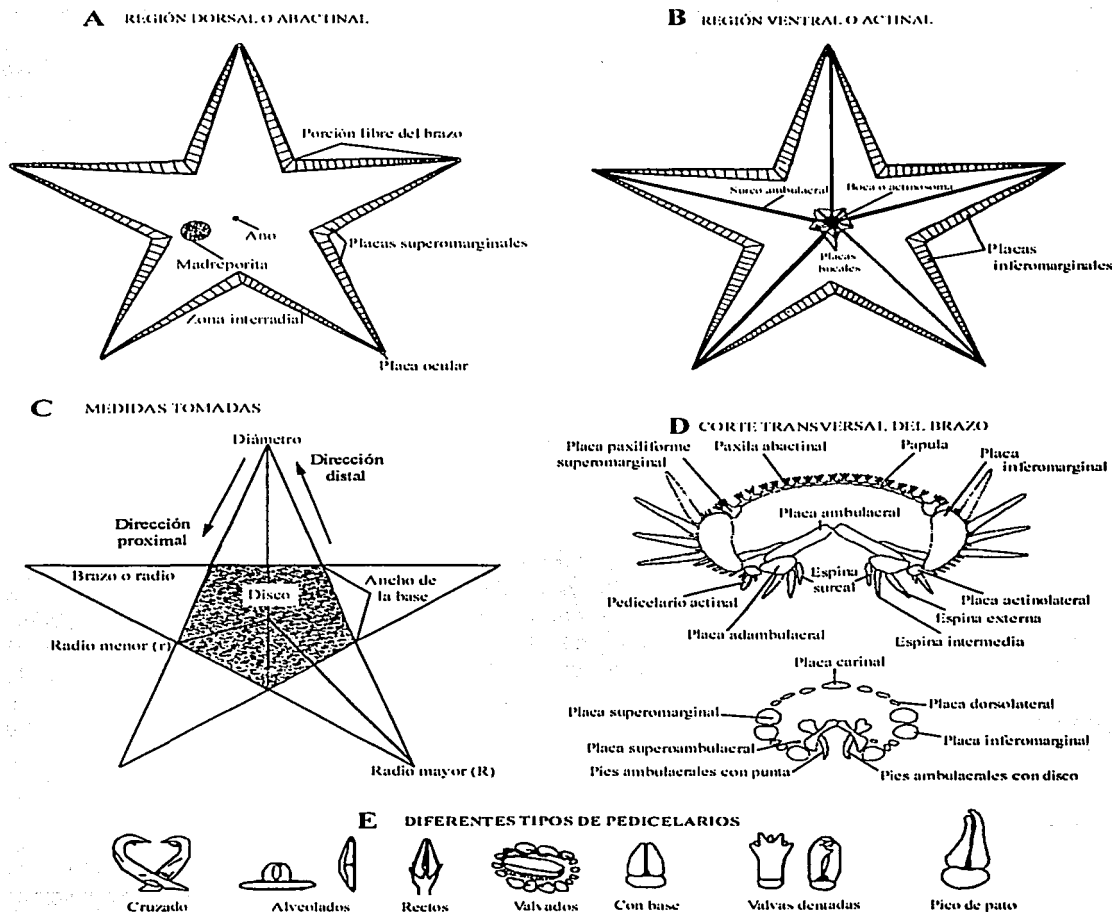 A REGIÓN DORSAL O ABACTINAL
Porción libre del brazo
Ano
Placas superomarginales
Madreporita
Zona interradial
Placa ocular
B REGIÓN VENTRAL O ACTINAL
Surco ambulacral
Boca o actinosoma
Placas
bucales
Placas
inferomarginales
C MEDIDAS TOMADAS
Diámetro
Dirección
distal
Dirección
proximal
Brazo o radio
Disco
Ancho de
la base
Radio menor (r)
Radio mayor (R)
D CORTE TRANSVERSAL DEL BRAZO
Placa paxiliforme
superomarginal
Paxila abactinal
Papula
Placa
inferomarginal
Placa ambulacral
Espina
surcal
Pedicelario actinal
Placa adambulacral
Placa actinolateral
Espina externa
Espina intermedia
Placa carinal
Placa dorsolateral
Placa superomarginal
Placa inferomarginal
Placa superoambulacral
Pies ambulacrales con punta
Pies ambulacrales con disco
E DIFERENTES TIPOS DE PEDICELARIOS
Cruzado
Alveolados
Rectos
Valvados
Con base
Valvas dentadas
Pico de pato